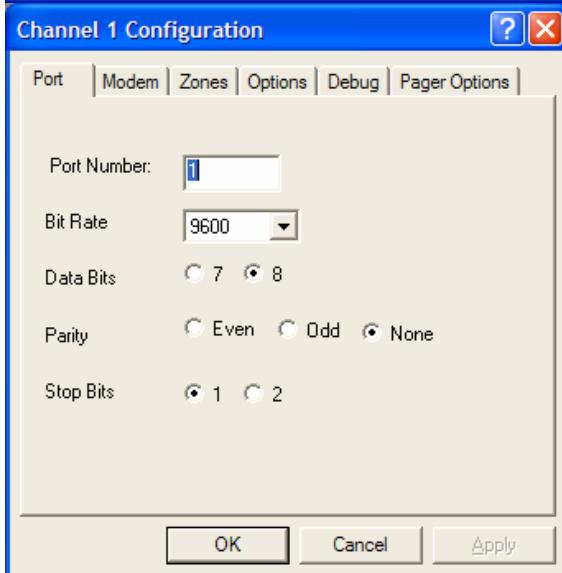 Channel 1 Configuration
Port Modem Zones Options Debug Pager Options
Port Number: 1
Bit Rate 9600
Data Bits 7 8
Parity Even Odd None
Stop Bits 1 2
OK Cancel Apply